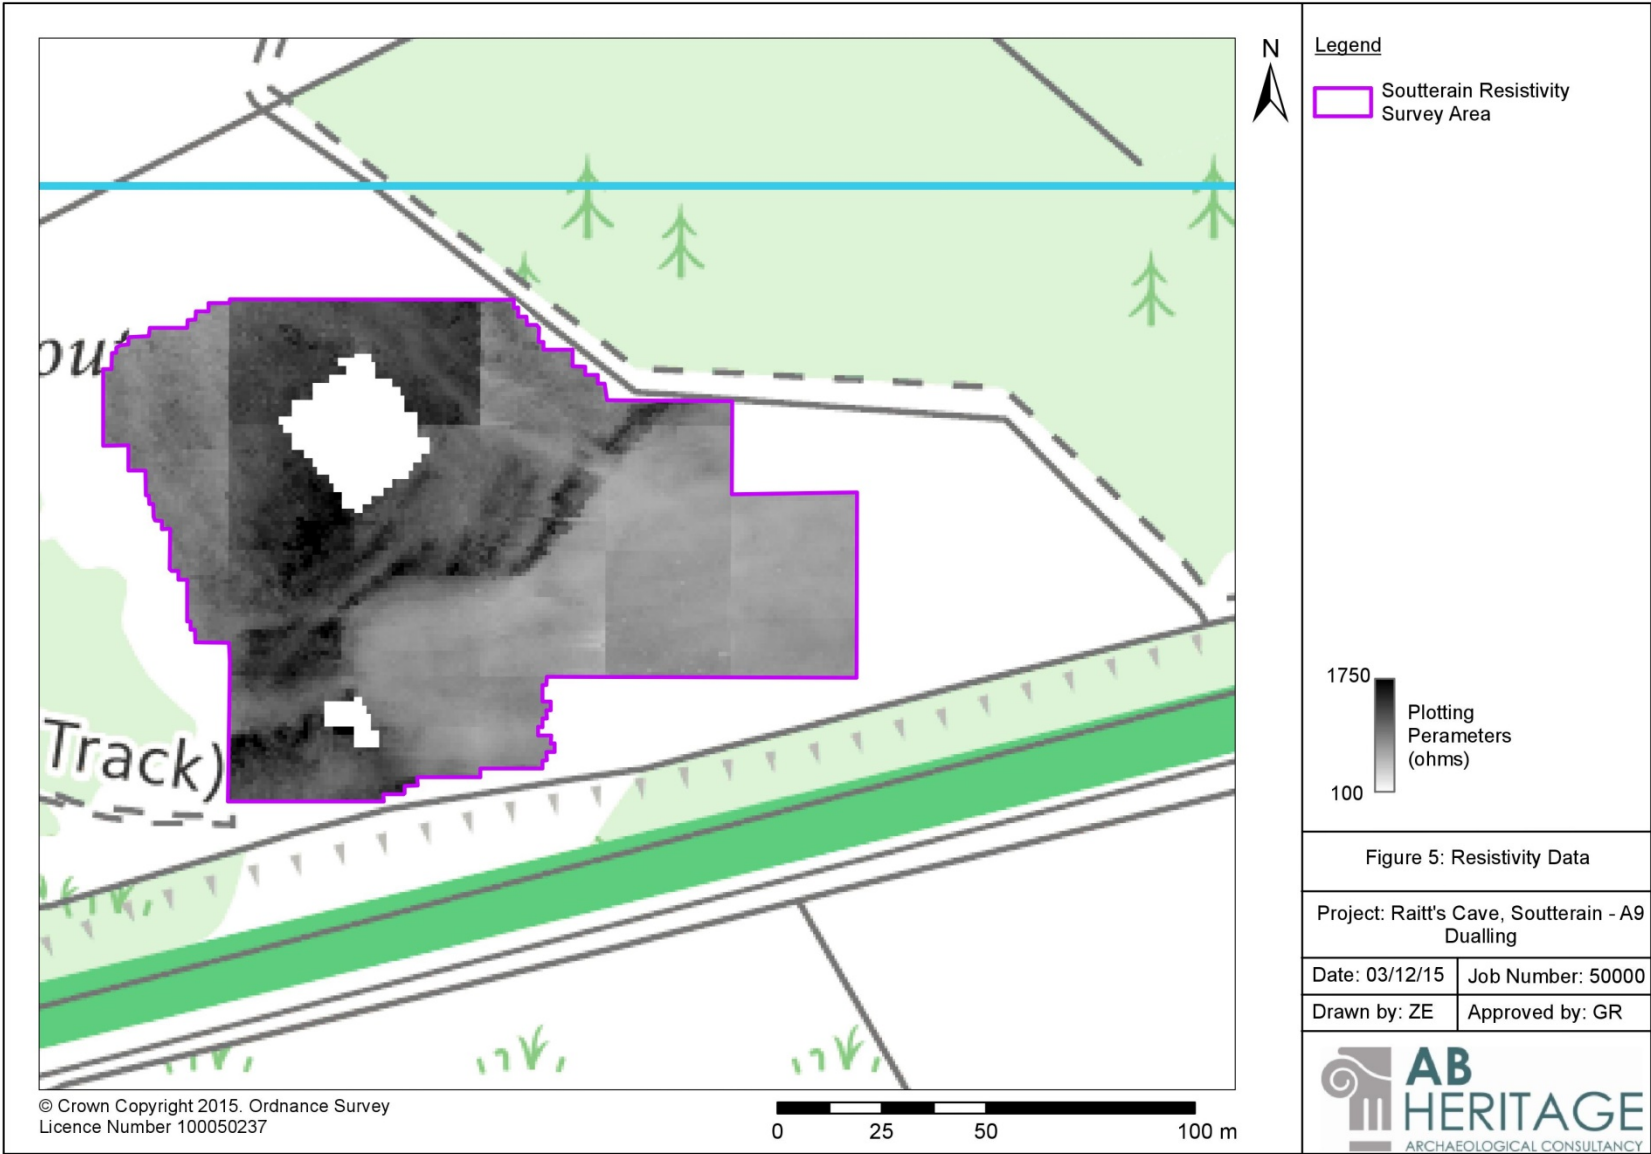 out
Track)
N
Legend
Soutterain Resistivity
Survey Area
1750
Plotting
Perameters
(ohms)
100
Figure 5: Resistivity Data
Project: Raitt's Cave, Soutterain - A9
Dualling
Date: 03/12/15
Job Number: 50000
Drawn by: ZE
Approved by: GR
AB
HERITAGE
ARCHAEOLOGICAL CONSULTANCY
© Crown Copyright 2015. Ordnance Survey
Licence Number 100050237
0 25 50 100 m